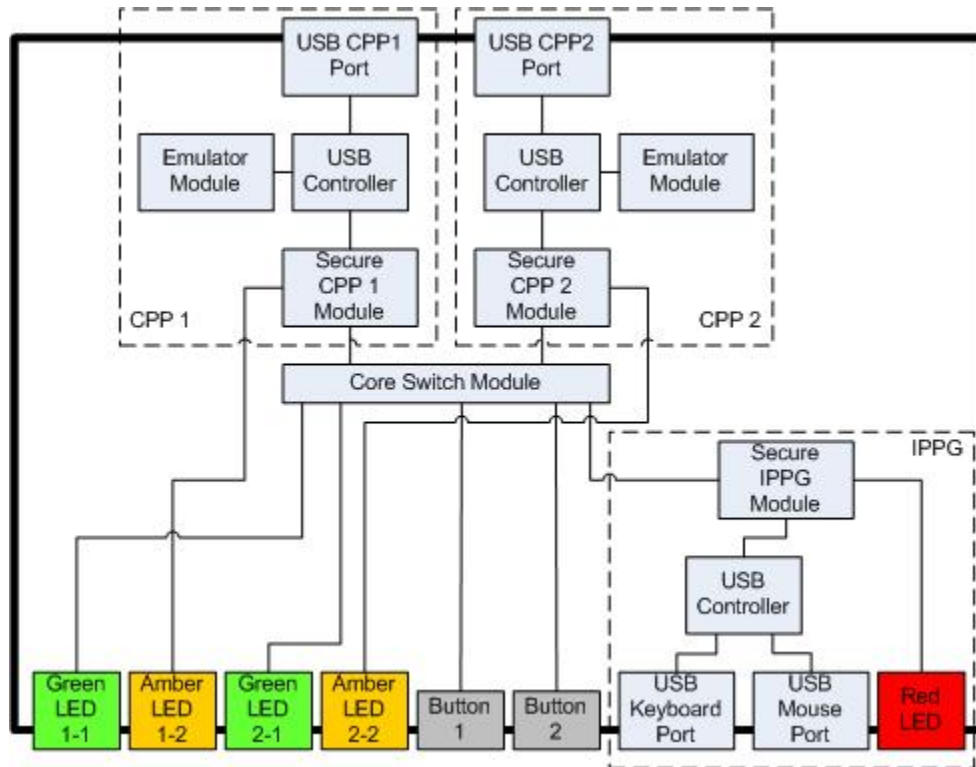 USB CPP1
Port
USB CPP2
Port
Emulator
Module
USB
Controller
USB
Controller
Emulator
Module
Secure
CPP 1
Module
Secure
CPP 2
Module
CPP 1
CPP 2
Core Switch Module
Secure
IPPG
Module
IPPG
USB
Controller
Green
LED
1-1
Amber
LED
1-2
Green
LED
2-1
Amber
LED
2-2
Button
1
Button
2
USB
Keyboard
Port
USB
Mouse
Port
Red
LED